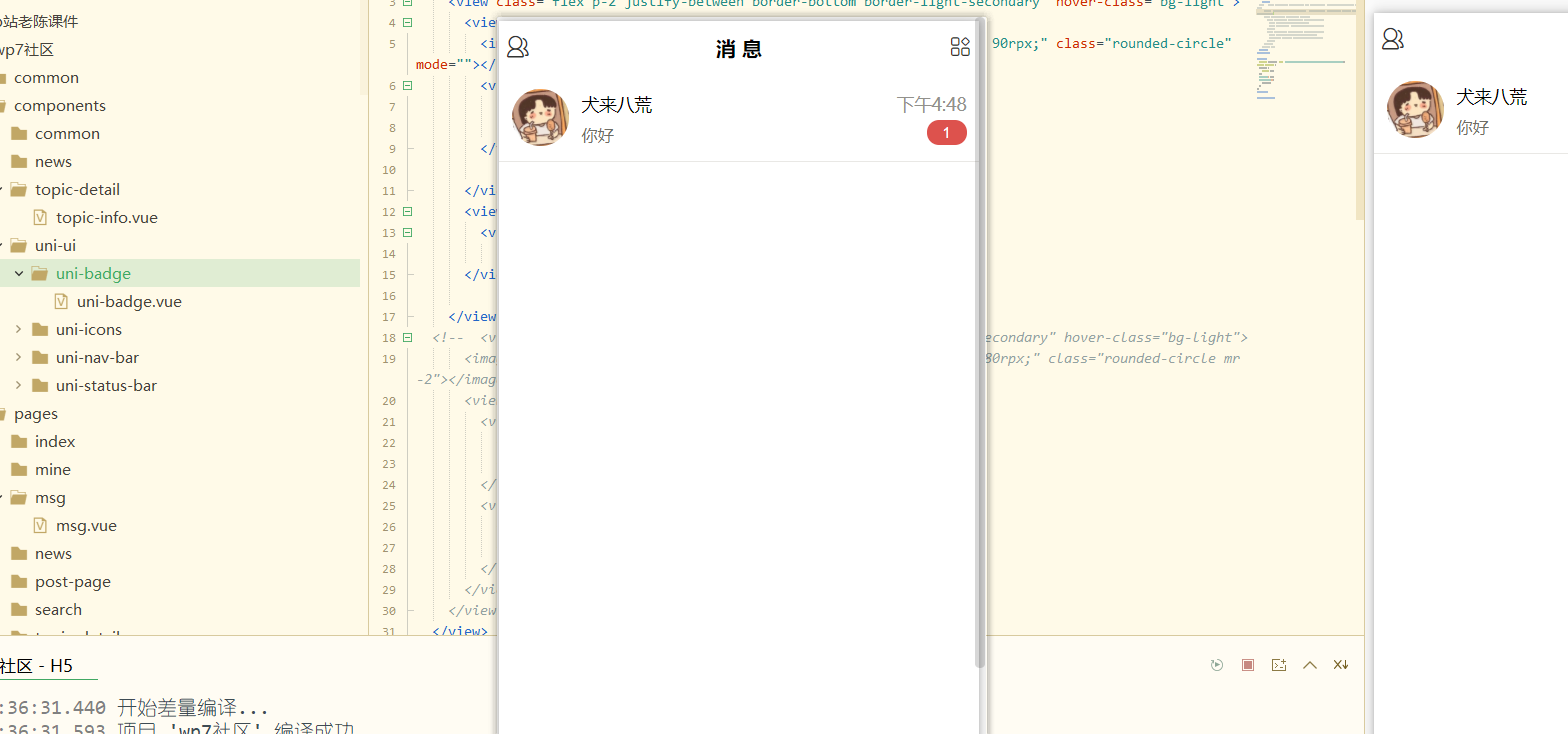 站老陈课件
wp7社区
common
components
common
news
topic-detail
topic-info.vue
uni-ui
uni-badge
uni-badge.vue
uni-icons
uni-nav-bar
uni-status-bar
pages
index
mine
msg
msg.vue
news
post-page
search
3 <view class="flex p-2 justify-between border-bottom border-light-secondary" hover-class="bg-light">
4 <view
5 <i 90rpx;" class="rounded-circle"
mode=""></
6 <v
7
8
9 </
10
11 </vi
12 <view
13 <v
14
15 </vi
16
17 </view
18 <!-- <v econdary" hover-class="bg-light">
19 <ima 80rpx;" class="rounded-circle mr
-2"></imag
20 <vie
21 <v
22
23
24 </
25 <v
26
27
28 </
29 </vi
30 </view
31 </view>
消息
犬来八荒
下午4:48
你好
1
犬来八荒
你好
社区 - H5
:36:31.440 开始差量编译...
:36:31.593 项目 'wp7社区' 编译成功